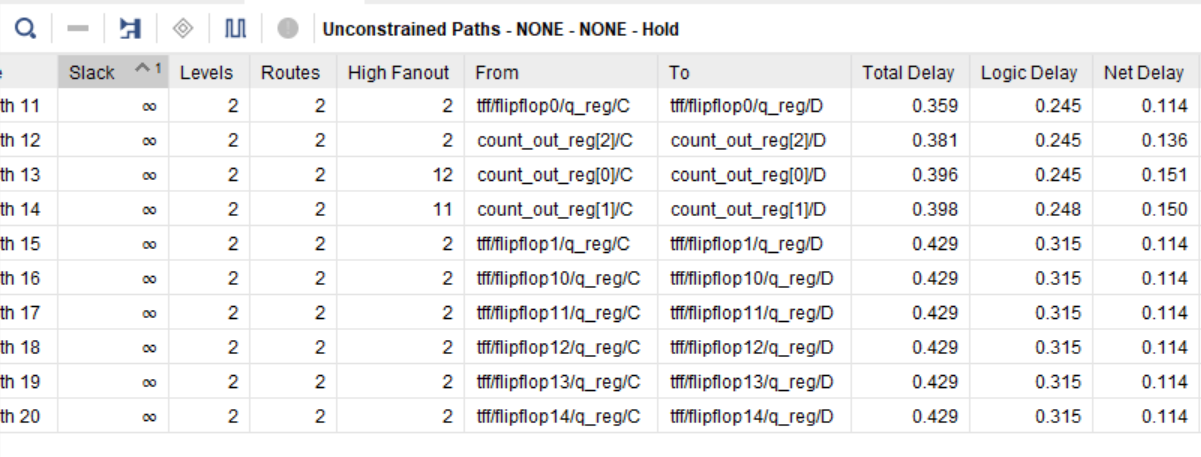 Unconstrained Paths - NONE - NONE - Hold
Slack ^ 1 Levels Routes High Fanout From To Total Delay Logic Delay Net Delay
th 11 ∞ 2 2 2 tff/flipflop0/q_reg/C tff/flipflop0/q_reg/D 0.359 0.245 0.114
th 12 ∞ 2 2 2 count_out_reg[2]/C count_out_reg[2]/D 0.381 0.245 0.136
th 13 ∞ 2 2 12 count_out_reg[0]/C count_out_reg[0]/D 0.396 0.245 0.151
th 14 ∞ 2 2 11 count_out_reg[1]/C count_out_reg[1]/D 0.398 0.248 0.150
th 15 ∞ 2 2 2 tff/flipflop1/q_reg/C tff/flipflop1/q_reg/D 0.429 0.315 0.114
th 16 ∞ 2 2 2 tff/flipflop10/q_reg/C tff/flipflop10/q_reg/D 0.429 0.315 0.114
th 17 ∞ 2 2 2 tff/flipflop11/q_reg/C tff/flipflop11/q_reg/D 0.429 0.315 0.114
th 18 ∞ 2 2 2 tff/flipflop12/q_reg/C tff/flipflop12/q_reg/D 0.429 0.315 0.114
th 19 ∞ 2 2 2 tff/flipflop13/q_reg/C tff/flipflop13/q_reg/D 0.429 0.315 0.114
th 20 ∞ 2 2 2 tff/flipflop14/q_reg/C tff/flipflop14/q_reg/D 0.429 0.315 0.114